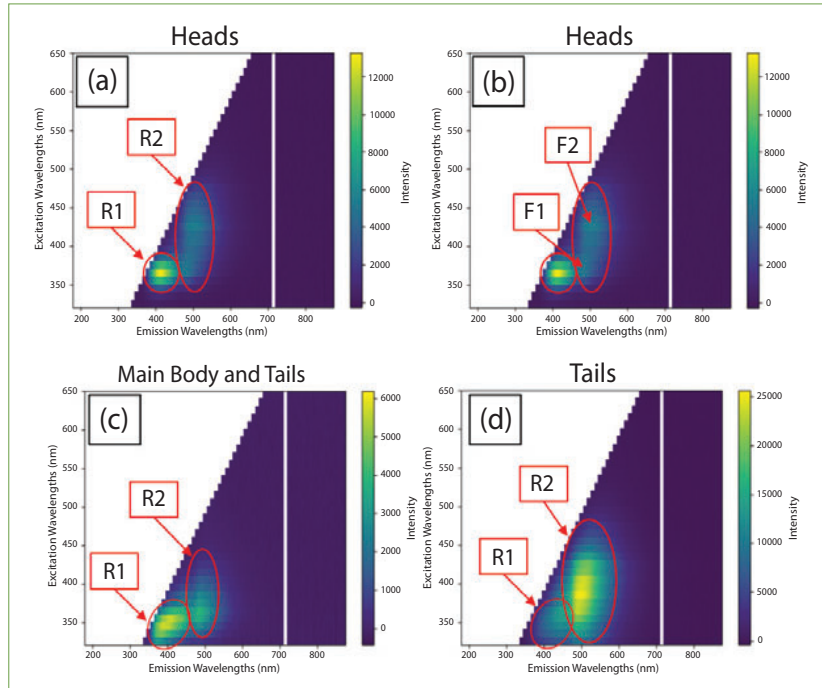 Heads
(a)
R2
R1
650
600
550
500
450
400
350
Excitation Wavelengths (nm)
200 300 400 500 600 700 800
Emission Wavelengths (nm)
12000
10000
8000
6000
4000
2000
0
Intensity
Heads
(b)
F2
F1
650
600
550
500
450
400
350
Excitation Wavelengths (nm)
200 300 400 500 600 700 800
Emission Wavelengths (nm)
12000
10000
8000
6000
4000
2000
0
Intensity
Main Body and Tails
(c)
R2
R1
650
600
550
500
450
400
350
Excitation Wavelengths (nm)
200 300 400 500 600 700 800
Emission Wavelengths (nm)
6000
5000
4000
3000
2000
1000
0
Intensity
Tails
(d)
R2
R1
650
600
550
500
450
400
350
Excitation Wavelengths (nm)
200 300 400 500 600 700 800
Emission Wavelengths (nm)
25000
20000
15000
10000
5000
0
Intensity